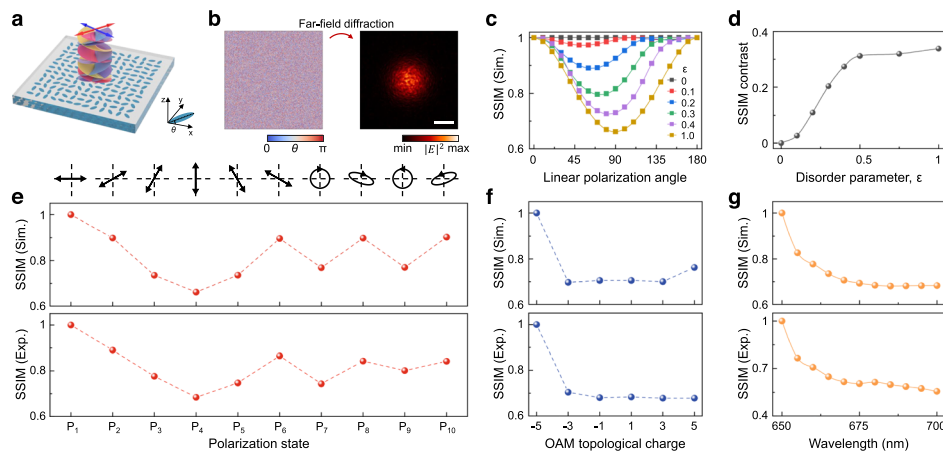 a
z
y
x
θ
b
Far-field diffraction
0 θ π
min |E|² max
c
SSIM (Sim.)
1
0.8
0.6
ε
0
0.1
0.2
0.3
0.4
1.0
0 45 90 135 180
Linear polarization angle
d
SSIM contrast
0.4
0.2
0
0 0.5 1
Disorder parameter, ε
e
SSIM (Sim.)
1
0.8
0.6
SSIM (Exp.)
1
0.8
0.6
P₁ P₂ P₃ P₄ P₅ P₆ P₇ P₈ P₉ P₁₀
Polarization state
f
SSIM (Sim.)
1
0.8
0.6
SSIM (Exp.)
1
0.8
0.6
-5 -3 -1 1 3 5
OAM topological charge
g
SSIM (Sim.)
1
0.8
0.6
SSIM (Exp.)
1
0.7
0.4
650 675 700
Wavelength (nm)